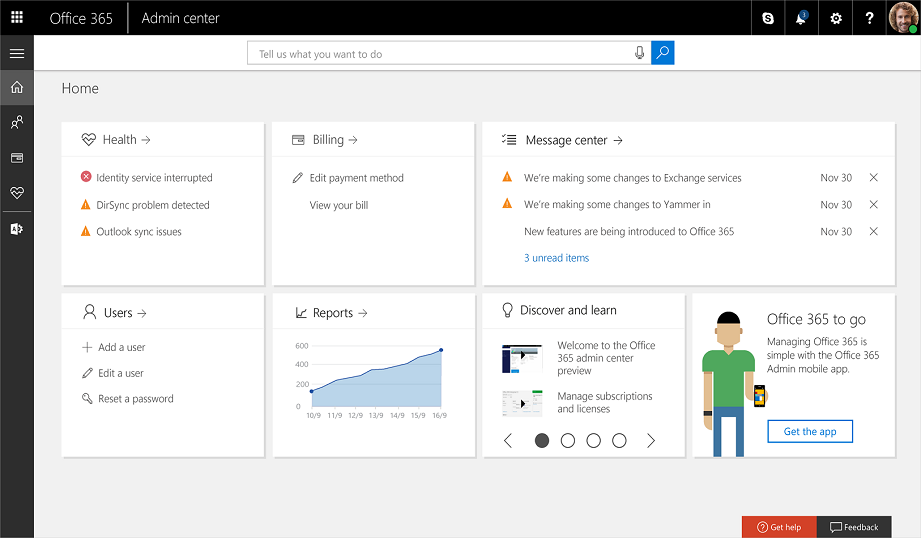 Office 365
Admin center
3
?
Tell us what you want to do
Home
Health
Identity service interrupted
DirSync problem detected
Outlook sync issues
Billing
Edit payment method
View your bill
Message center
We're making some changes to Exchange services Nov 30
We're making some changes to Yammer in Nov 30
New features are being introduced to Office 365 Nov 30
3 unread items
Users
Add a user
Edit a user
Reset a password
Reports
600
400
200
0
10/9 11/9 12/9 13/9 14/9 15/9 16/9
Discover and learn
Welcome to the Office
365 admin center
preview
Manage subscriptions
and licenses
Office 365 to go
Managing Office 365 is
simple with the Office 365
Admin mobile app.
Get the app
Get help
Feedback